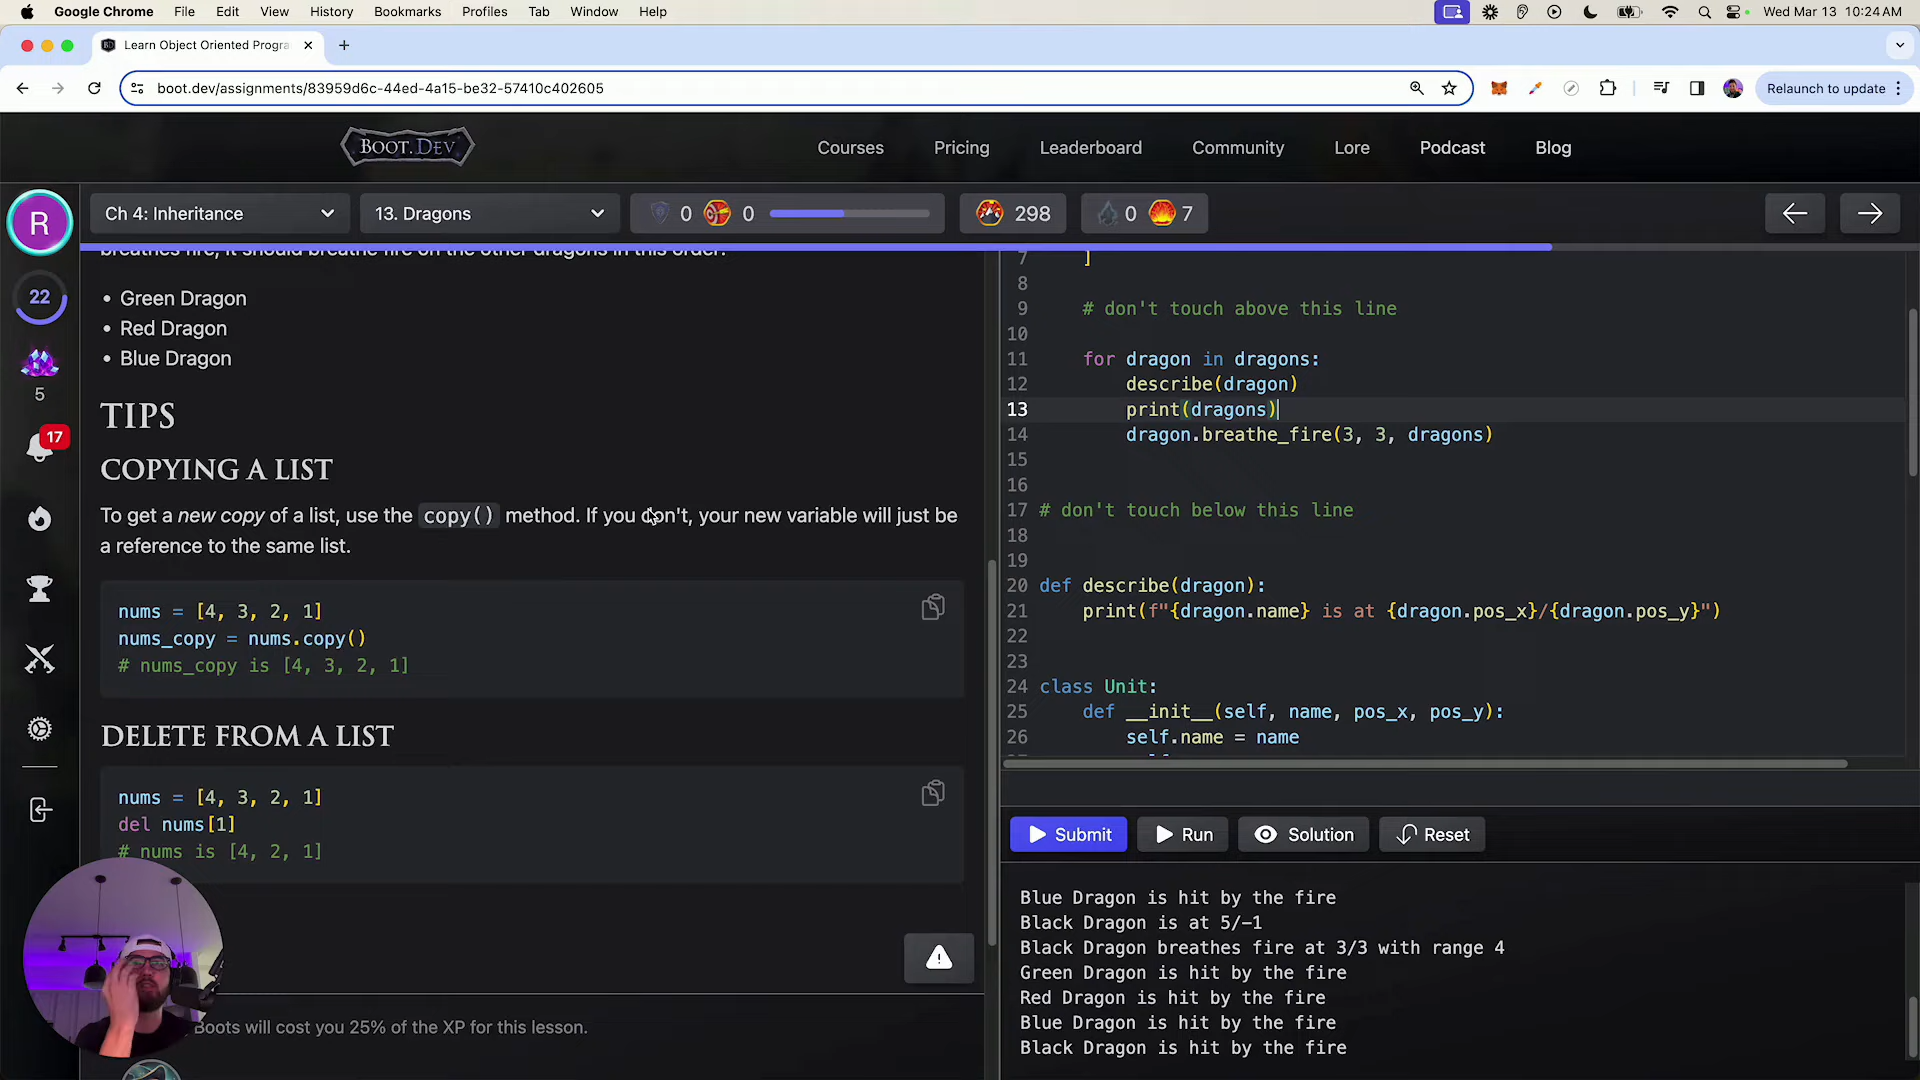 Google Chrome File Edit View History Bookmarks Profiles Tab Window Help Wed Mar 13 10:24 AM
Learn Object Oriented Progra
boot.dev/assignments/83959d6c-44ed-4a15-be32-57410c402605
Relaunch to update
BOOT.DEV
Courses Pricing Leaderboard Community Lore Podcast Blog
R
Ch 4: Inheritance
13. Dragons
0 0
298
0 7
22
5
17
breathes fire, it should breathe fire on the other dragons in this order:
• Green Dragon
• Red Dragon
• Blue Dragon
TIPS
COPYING A LIST
To get a new copy of a list, use the copy() method. If you don't, your new variable will just be
a reference to the same list.
nums = [4, 3, 2, 1]
nums_copy = nums.copy()
# nums_copy is [4, 3, 2, 1]
DELETE FROM A LIST
nums = [4, 3, 2, 1]
del nums[1]
# nums is [4, 2, 1]
Boots will cost you 25% of the XP for this lesson.
7 ]
8
9 # don't touch above this line
10
11 for dragon in dragons:
12 describe(dragon)
13 print(dragons)
14 dragon.breathe_fire(3, 3, dragons)
15
16
17 # don't touch below this line
18
19
20 def describe(dragon):
21 print(f"{dragon.name} is at {dragon.pos_x}/{dragon.pos_y}")
22
23
24 class Unit:
25 def __init__(self, name, pos_x, pos_y):
26 self.name = name
Submit Run Solution Reset
Blue Dragon is hit by the fire
Black Dragon is at 5/-1
Black Dragon breathes fire at 3/3 with range 4
Green Dragon is hit by the fire
Red Dragon is hit by the fire
Blue Dragon is hit by the fire
Black Dragon is hit by the fire